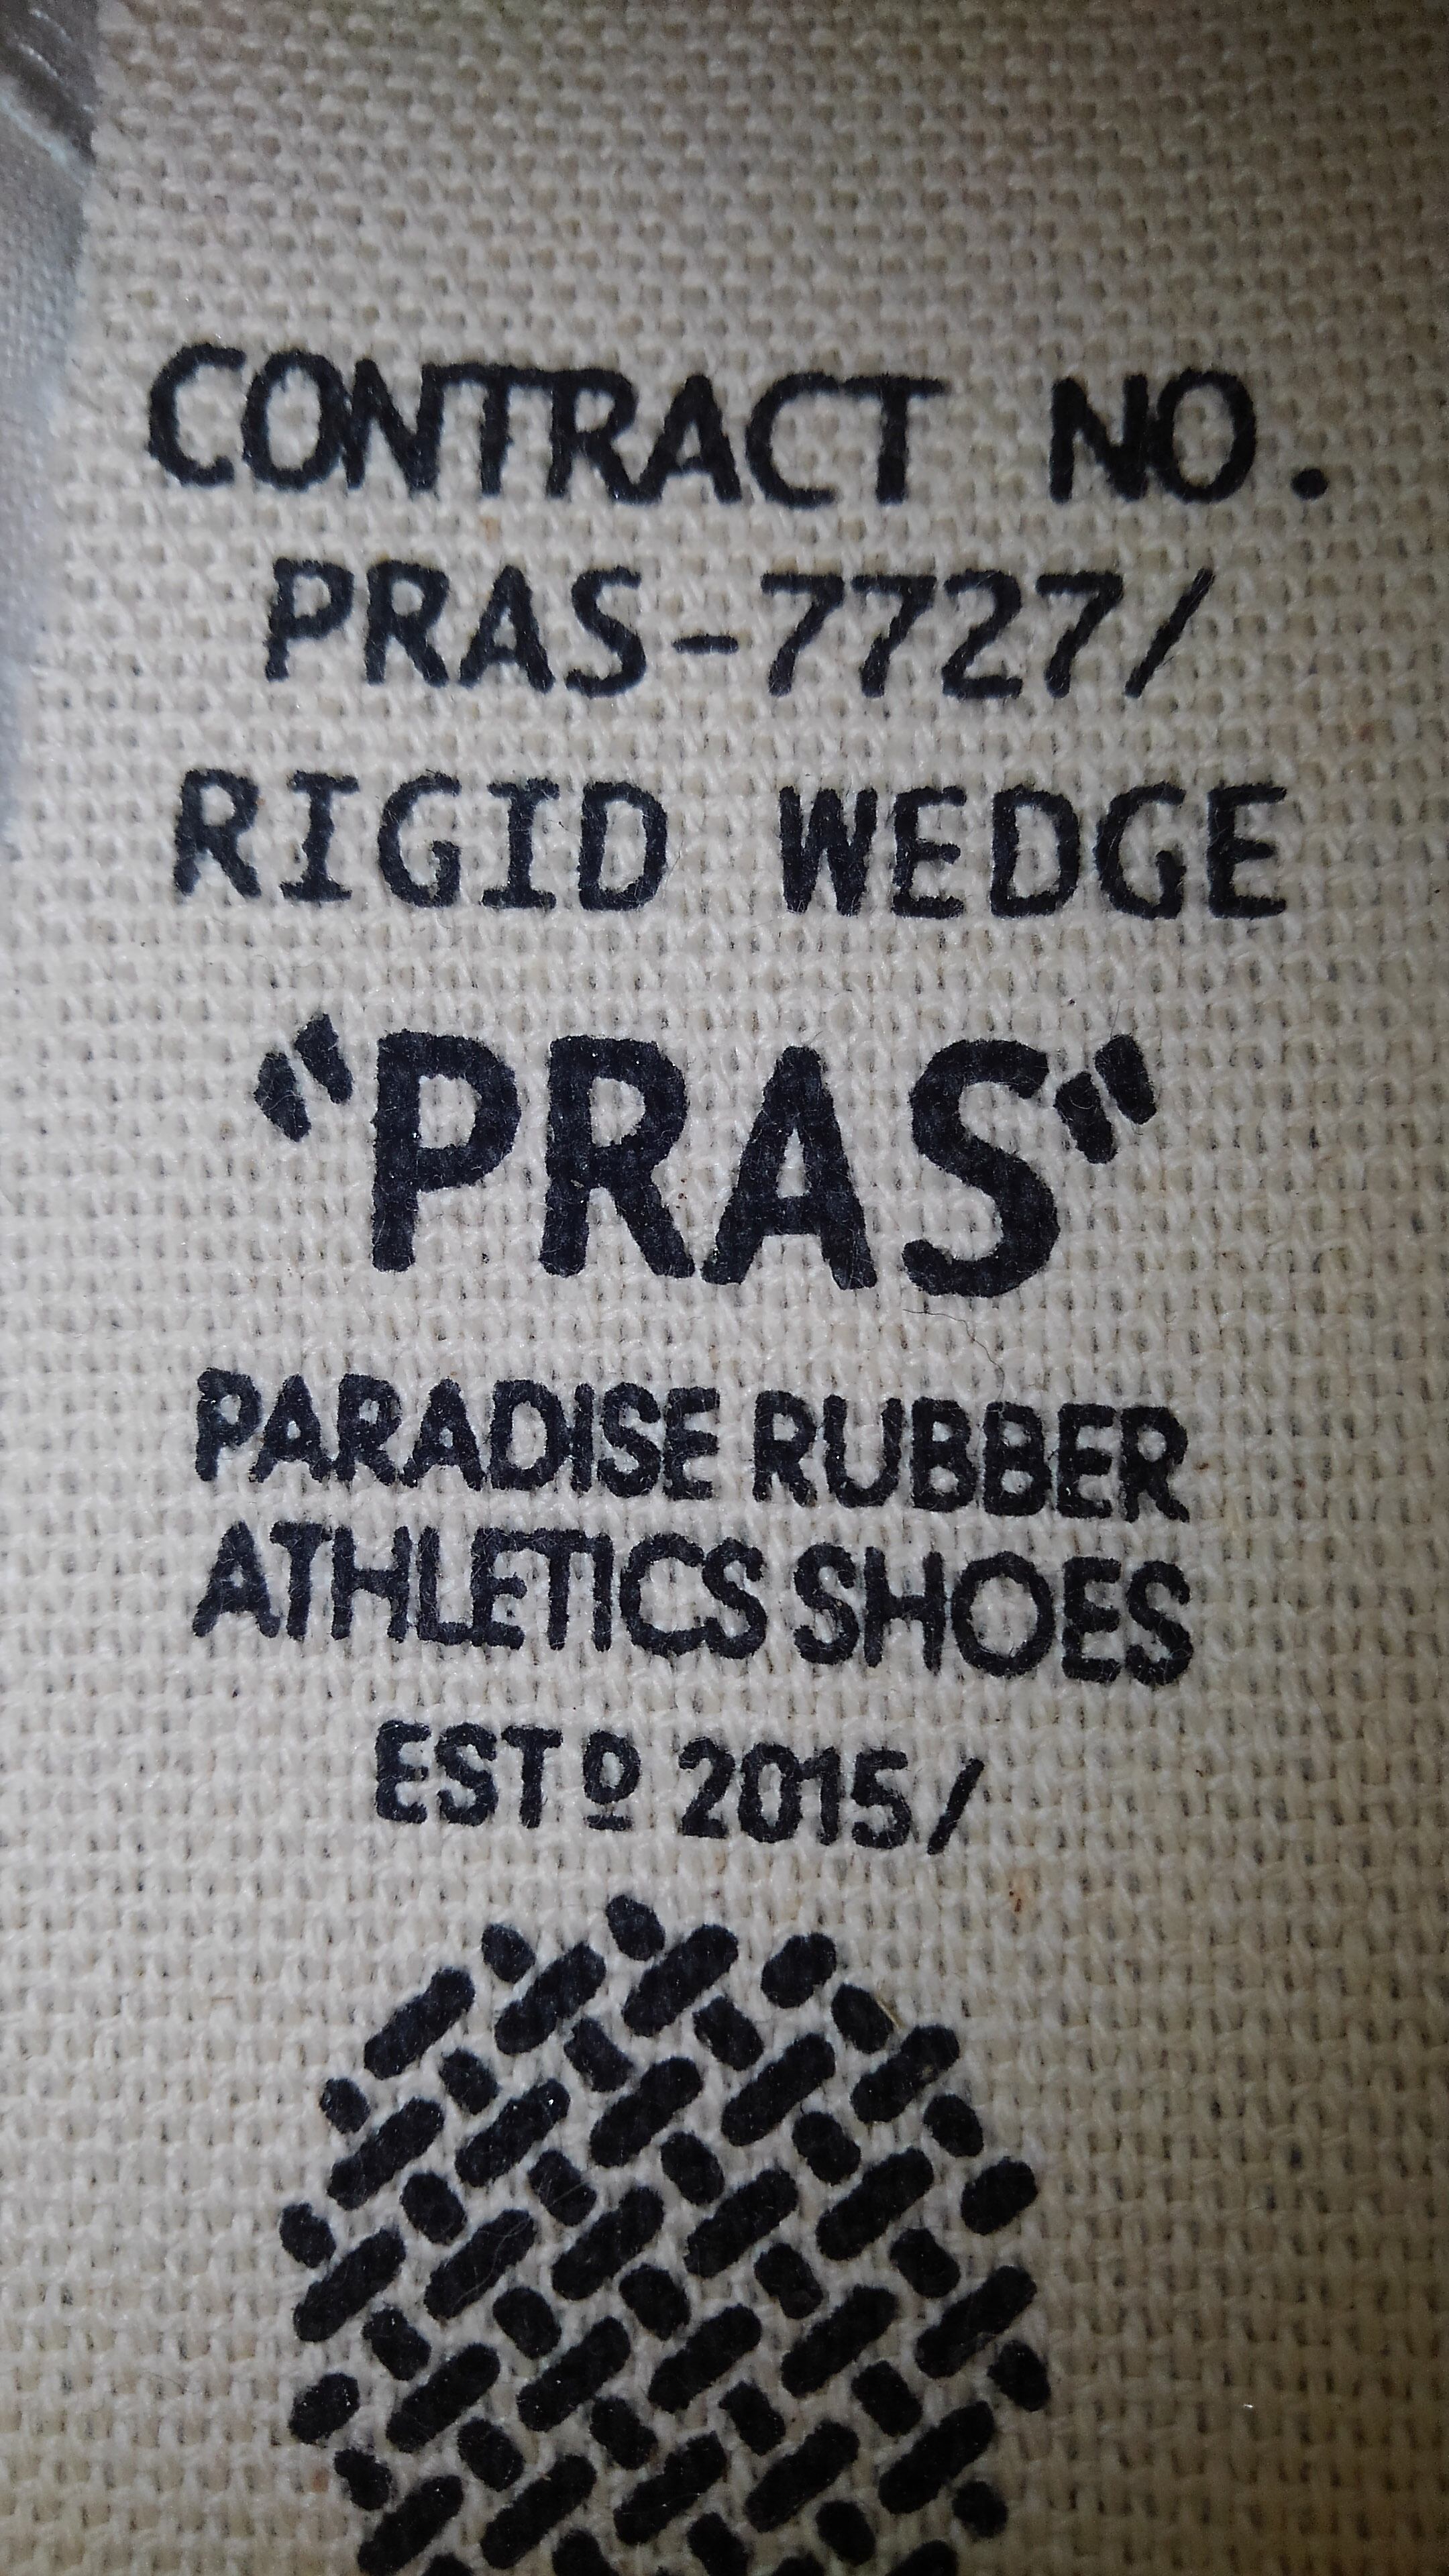 CONTRACT NO.
PRAS-7727/
RIGID WEDGE
"PRAS"
PARADISE RUBBER
ATHLETICS SHOES
ESTº 2015/